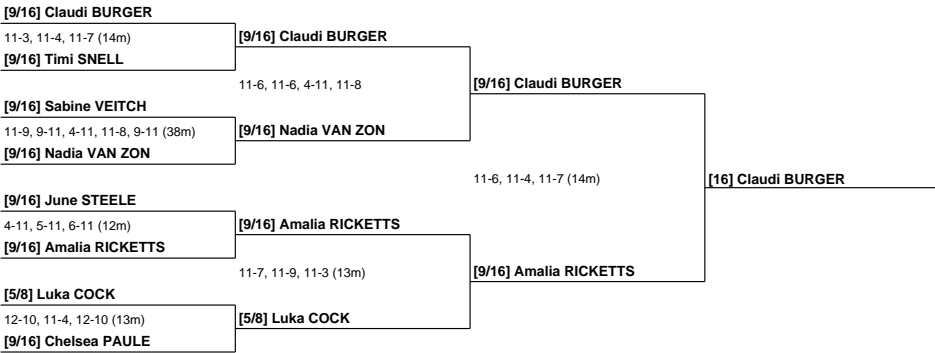 [9/16] Claudi BURGER
11-3, 11-4, 11-7 (14m)
[9/16] Timi SNELL
[9/16] Claudi BURGER
11-6, 11-6, 4-11, 11-8
[9/16] Sabine VEITCH
11-9, 9-11, 4-11, 11-8, 9-11 (38m)
[9/16] Nadia VAN ZON
[9/16] Nadia VAN ZON
[9/16] Claudi BURGER
11-6, 11-4, 11-7 (14m)
[16] Claudi BURGER
[9/16] June STEELE
4-11, 5-11, 6-11 (12m)
[9/16] Amalia RICKETTS
[9/16] Amalia RICKETTS
11-7, 11-9, 11-3 (13m)
[9/16] Amalia RICKETTS
[5/8] Luka COCK
12-10, 11-4, 12-10 (13m)
[9/16] Chelsea PAULE
[5/8] Luka COCK